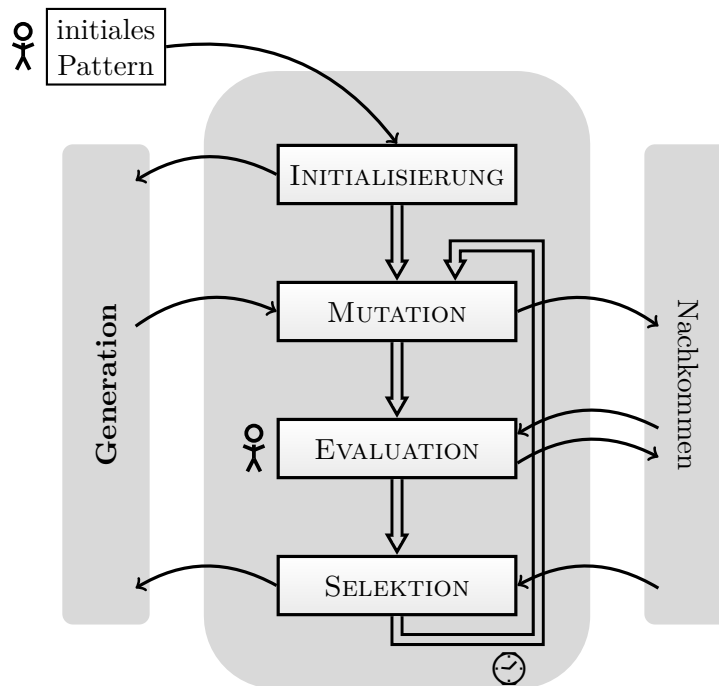 initiales
Pattern
INITIALISIERUNG
MUTATION
EVALUATION
SELEKTION
Generation
Nachkommen